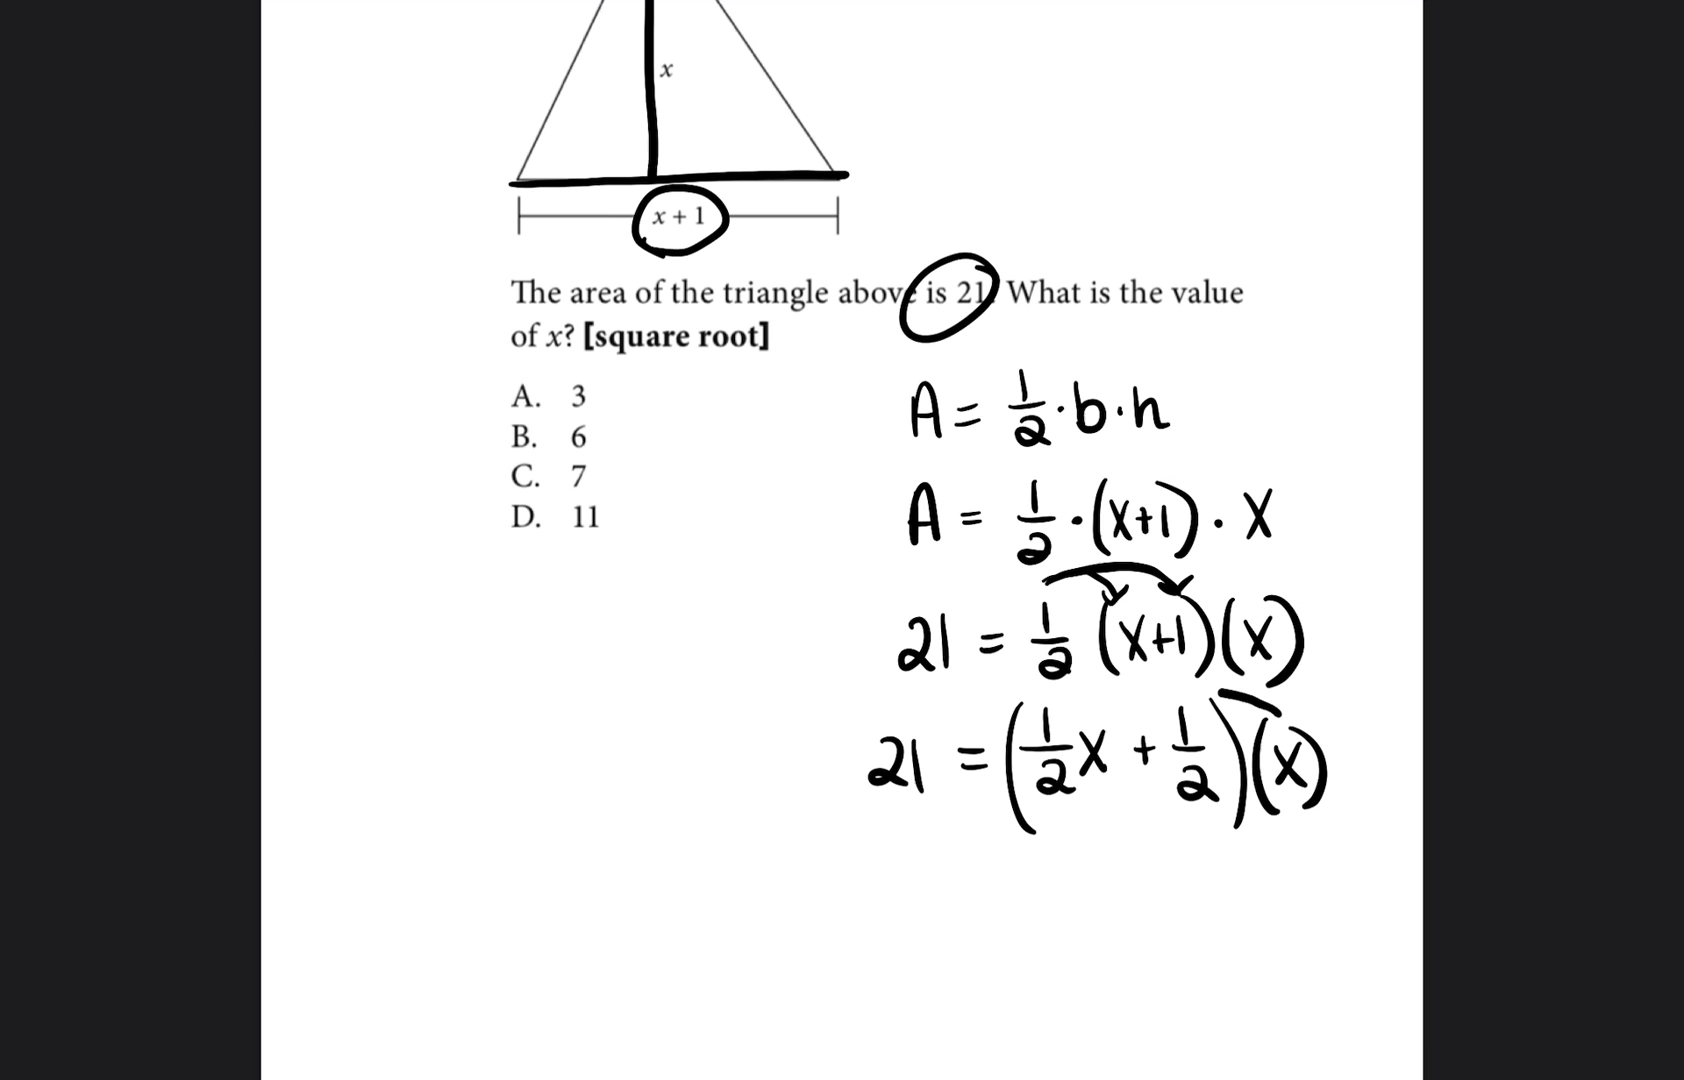 x
x + 1
The area of the triangle above is 21. What is the value
of x? [square root]
A. 3
B. 6
C. 7
D. 11
A = 1/2 · b · h
A = 1/2 · (x+1) · x
21 = 1/2 (x+1)(x)
21 = (1/2 x + 1/2)(x)